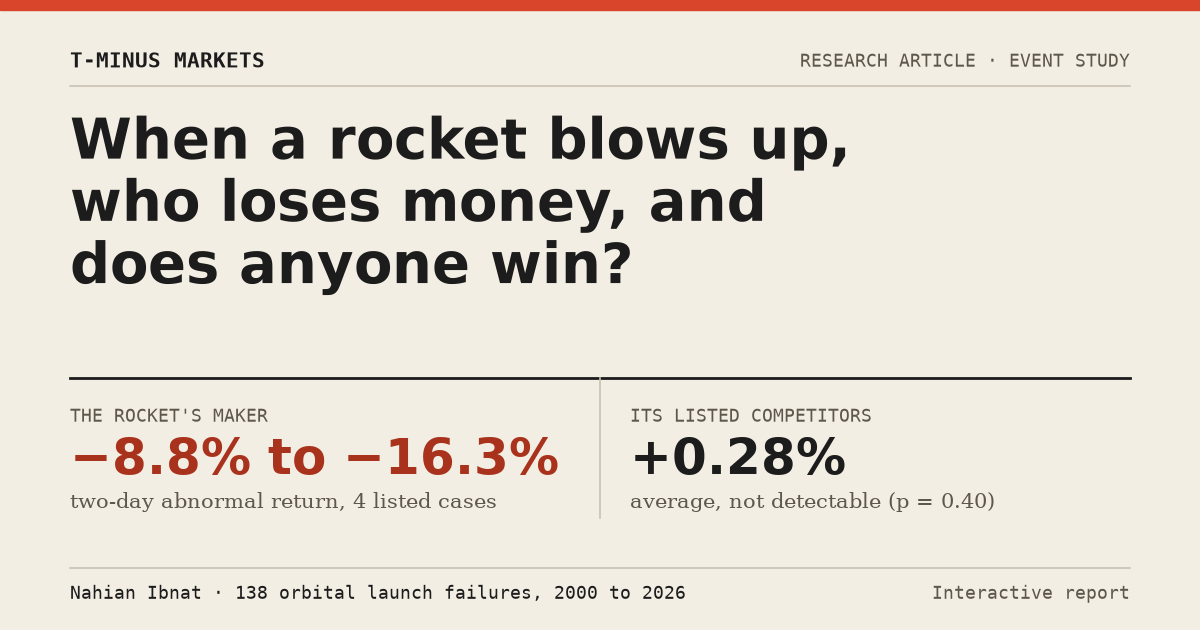 T-MINUS MARKETS
RESEARCH ARTICLE · EVENT STUDY
When a rocket blows up,
who loses money, and
does anyone win?
THE ROCKET'S MAKER
−8.8% to −16.3%
two-day abnormal return, 4 listed cases
ITS LISTED COMPETITORS
+0.28%
average, not detectable (p = 0.40)
Nahian Ibnat · 138 orbital launch failures, 2000 to 2026
Interactive report